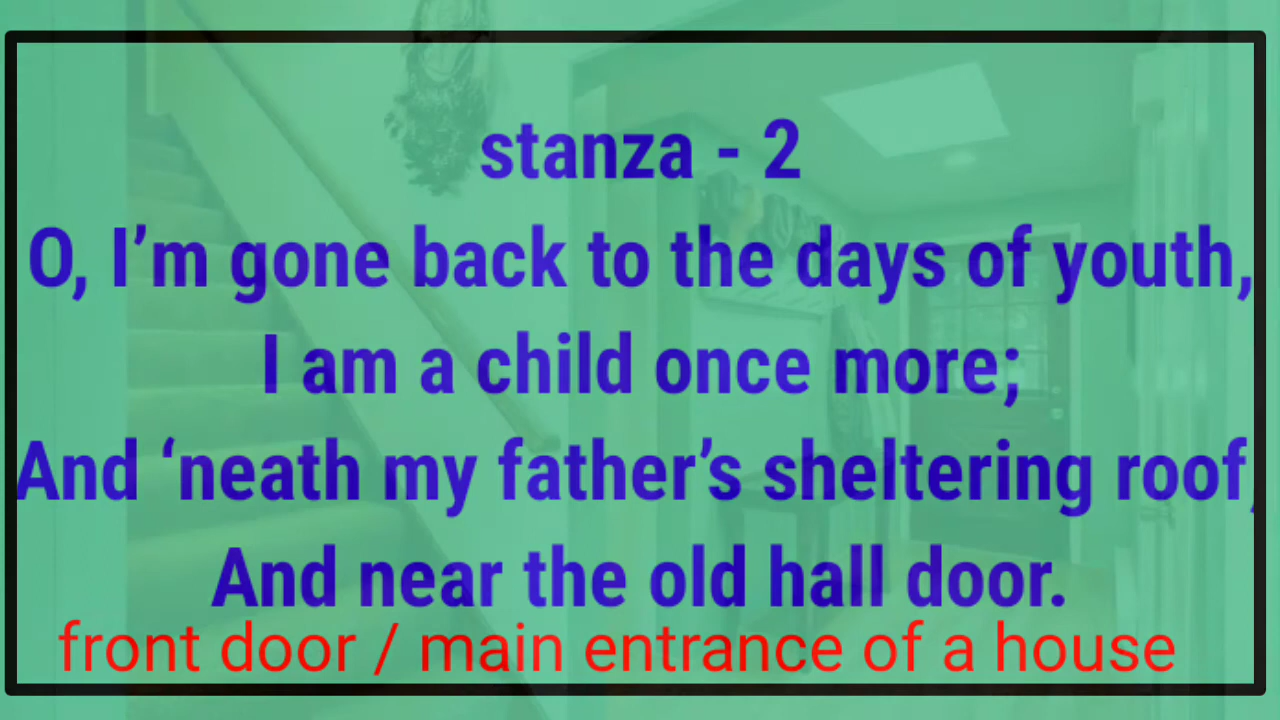 stanza - 2
O, I’m gone back to the days of youth,
I am a child once more;
And ‘neath my father’s sheltering roof,
And near the old hall door.
front door / main entrance of a house